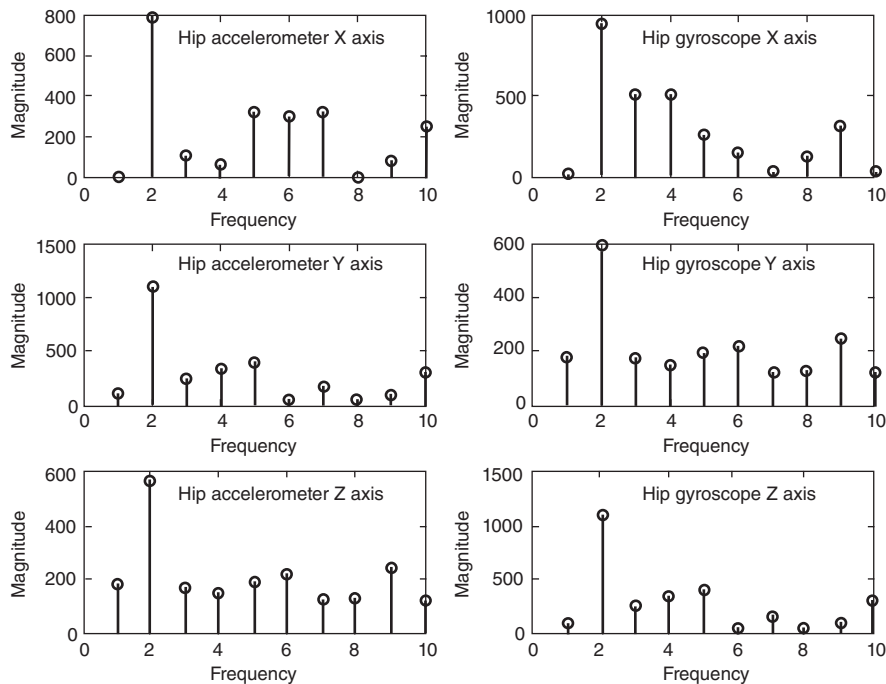 Hip accelerometer X axis
Magnitude
800
600
400
200
0
0 2 4 6 8 10
Frequency
Hip gyroscope X axis
Magnitude
1000
500
0
0 2 4 6 8 10
Frequency
Hip accelerometer Y axis
Magnitude
1500
1000
500
0
0 2 4 6 8 10
Frequency
Hip gyroscope Y axis
Magnitude
600
400
200
0
0 2 4 6 8 10
Frequency
Hip accelerometer Z axis
Magnitude
600
400
200
0
0 2 4 6 8 10
Frequency
Hip gyroscope Z axis
Magnitude
1500
1000
500
0
0 2 4 6 8 10
Frequency